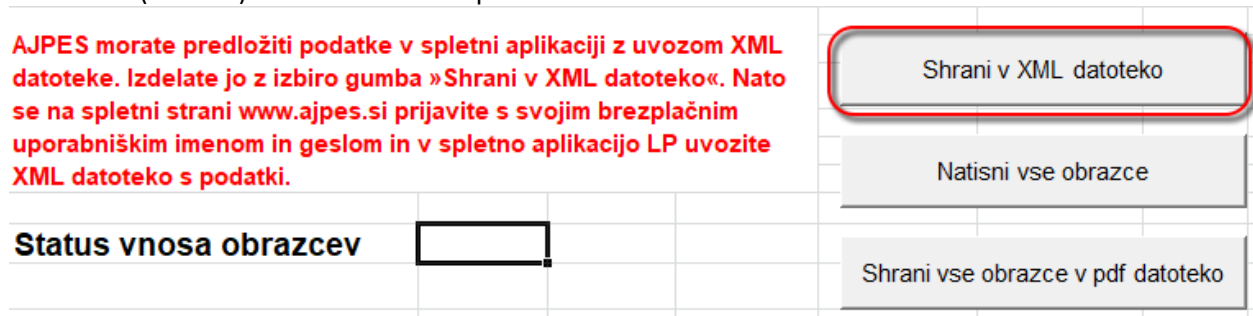 AJPES morate predložiti podatke v spletni aplikaciji z uvozom XML
datoteke. Izdelate jo z izbiro gumba »Shrani v XML datoteko«. Nato
se na spletni strani www.ajpes.si prijavite s svojim brezplačnim
uporabniškim imenom in geslom in v spletno aplikacijo LP uvozite
XML datoteko s podatki.
Shrani v XML datoteko
Natisni vse obrazce
Status vnosa obrazcev
Shrani vse obrazce v pdf datoteko